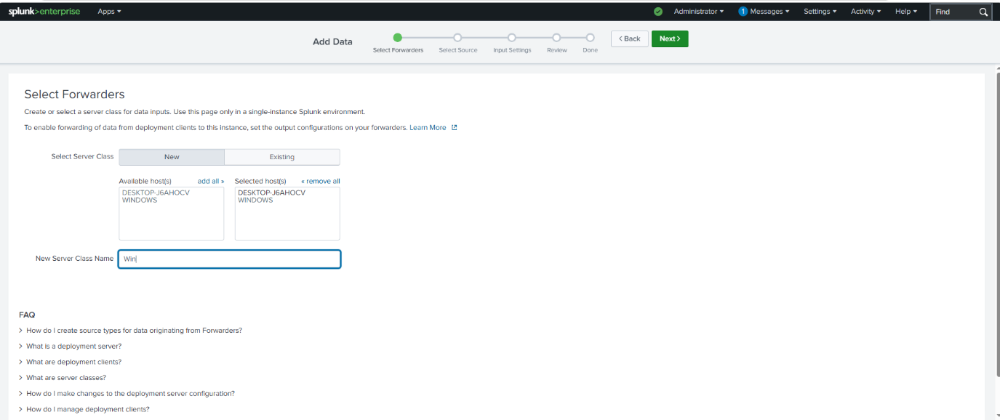 splunk>enterprise Apps Administrator 1 Messages Settings Activity Help Find
Add Data
Select Forwarders Select Source Input Settings Review Done
< Back Next >
Select Forwarders
Create or select a server class for data inputs. Use this page only in a single-instance Splunk environment.
To enable forwarding of data from deployment clients to this instance, set the output configurations on your forwarders. Learn More
Select Server Class New Existing
Available host(s) add all » Selected host(s) « remove all
DESKTOP-J6AHOCV DESKTOP-J6AHOCV
WINDOWS WINDOWS
New Server Class Name Win
FAQ
> How do I create source types for data originating from Forwarders?
> What is a deployment server?
> What are deployment clients?
> What are server classes?
> How do I make changes to the deployment server configuration?
> How do I manage deployment clients?